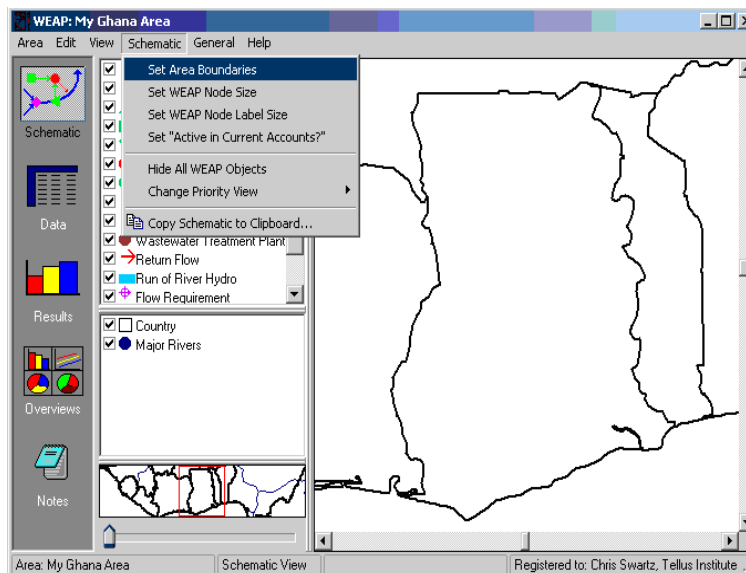 WEAP: My Ghana Area
Area Edit View Schematic General Help
Set Area Boundaries
Set WEAP Node Size
Set WEAP Node Label Size
Set "Active in Current Accounts?"
Hide All WEAP Objects
Change Priority View
Copy Schematic to Clipboard...
Wastewater Treatment Plant
Return Flow
Run of River Hydro
Flow Requirement
Country
Major Rivers
Schematic
Data
Results
Overviews
Notes
Area: My Ghana Area
Schematic View
Registered to: Chris Swartz, Tellus Institute